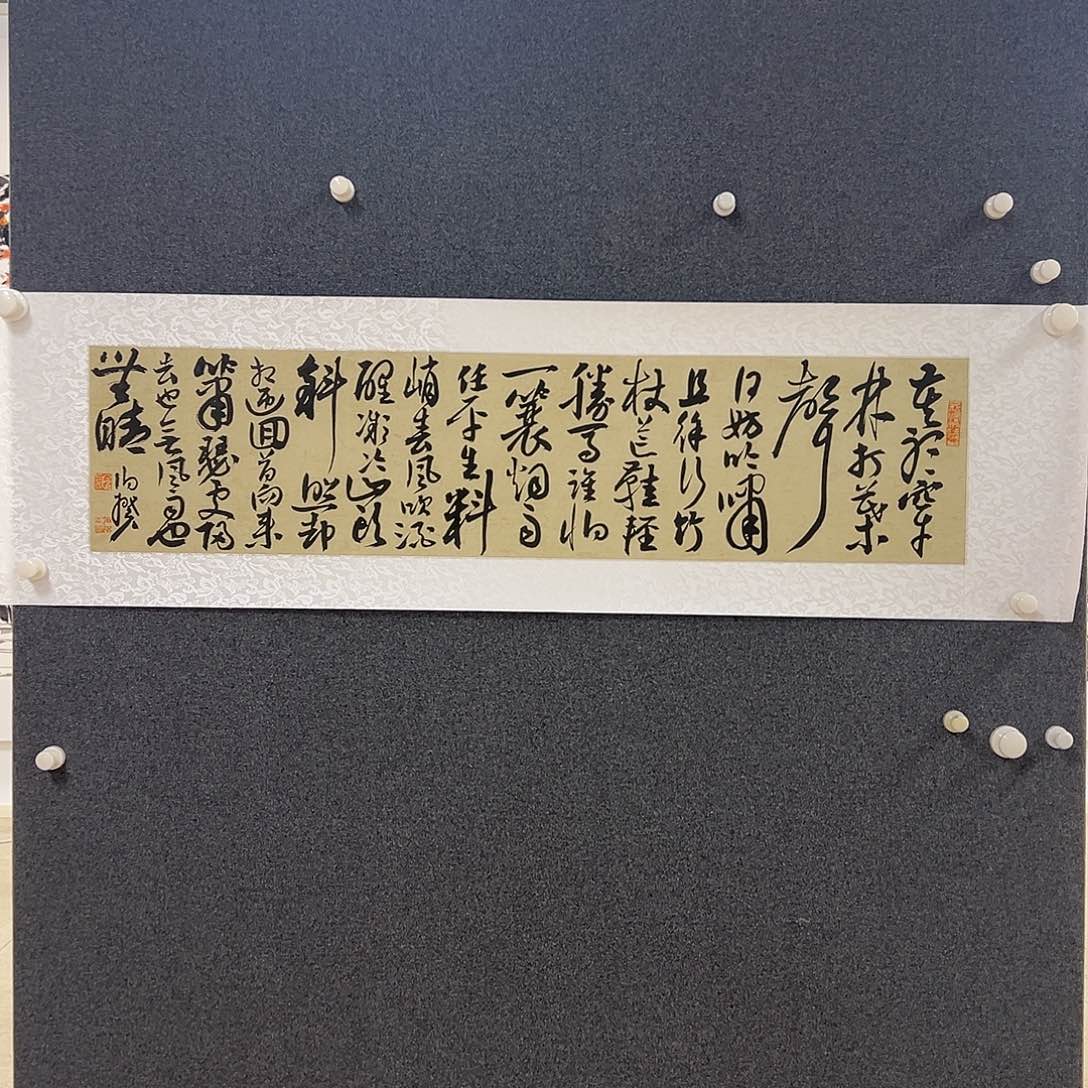 莫聽穿
林打葉
聲
何妨吟嘯
且徐行竹
杖芒鞋輕
勝馬誰怕
一蓑烟雨
任平生料
峭春風吹酒
醒微冷山頭
斜照却
相迎回首向来
蕭瑟處歸
去也無風雨也
無晴